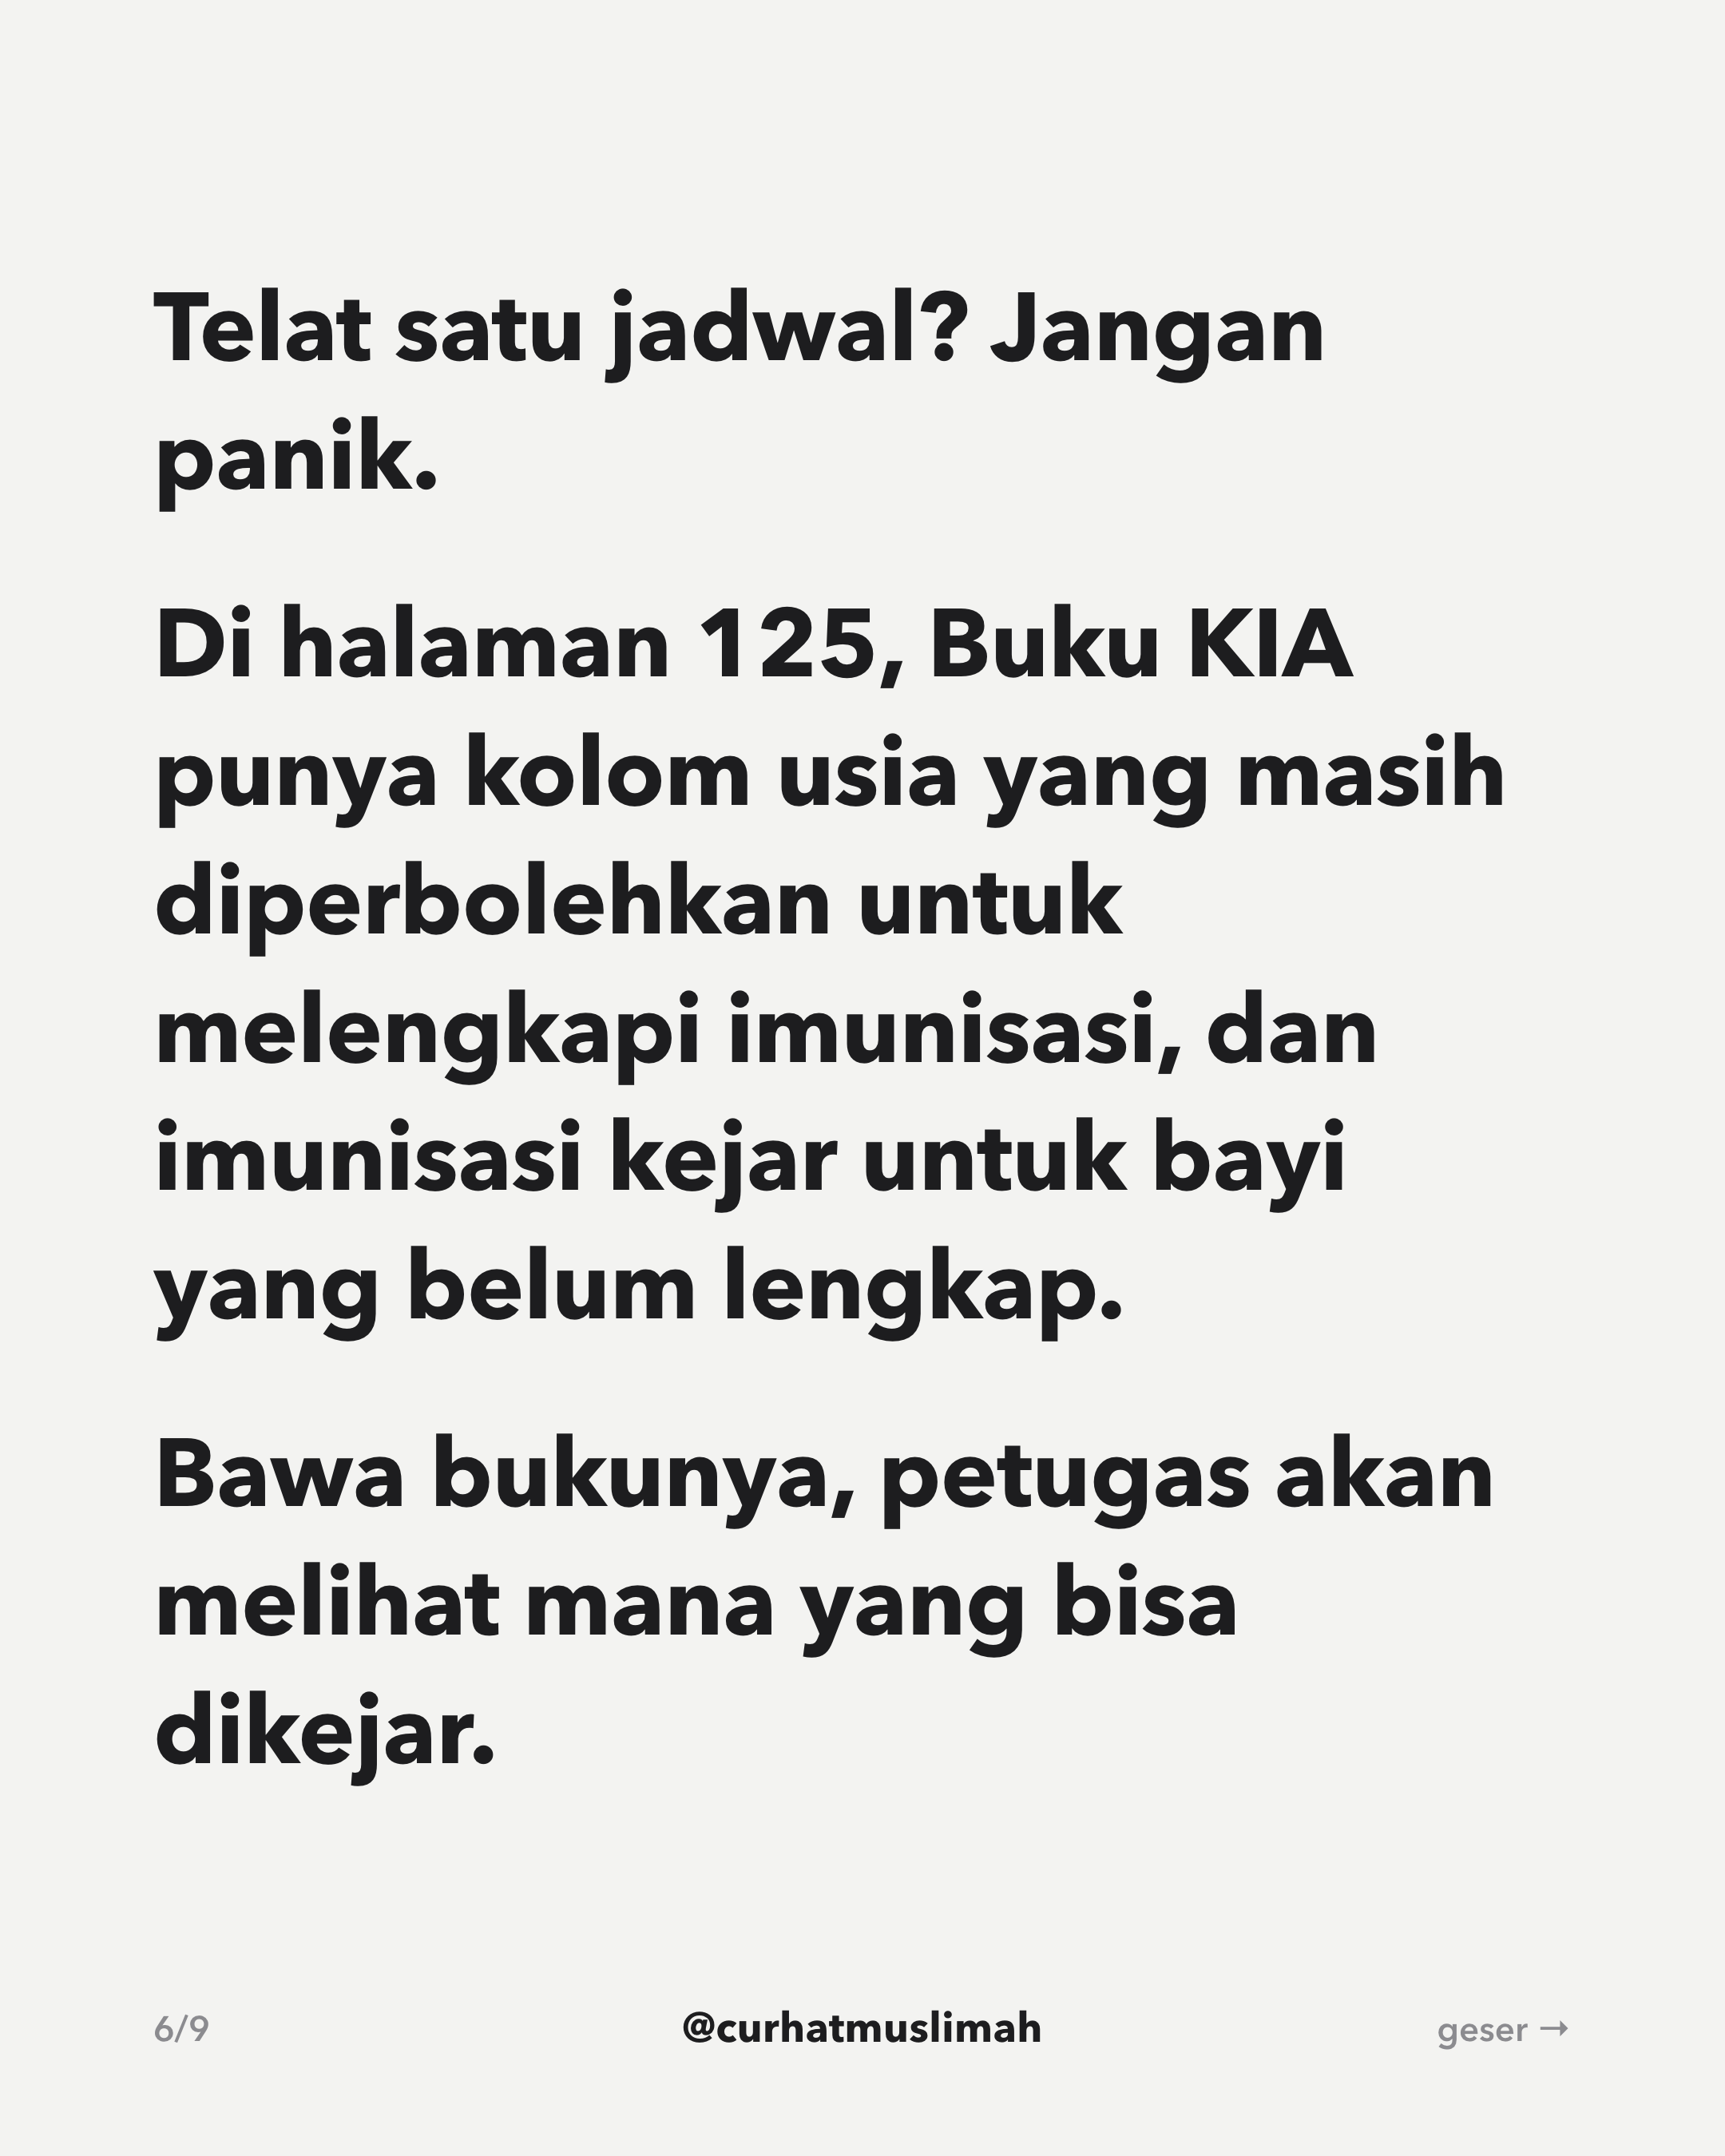 Telat satu jadwal? Jangan
panik.
Di halaman 125, Buku KIA
punya kolom usia yang masih
diperbolehkan untuk
melengkapi imunisasi, dan
imunisasi kejar untuk bayi
yang belum lengkap.
Bawa bukunya, petugas akan
melihat mana yang bisa
dikejar.
6/9
@curhatmuslimah
geser →